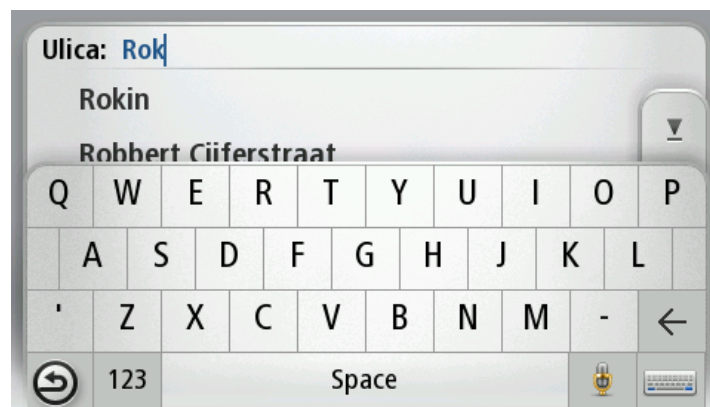 Ulica: Rok
Rokin
Robbert Cijferstraat
Q W E R T Y U I O P
A S D F G H J K L
' Z X C V B N M -
123 Space